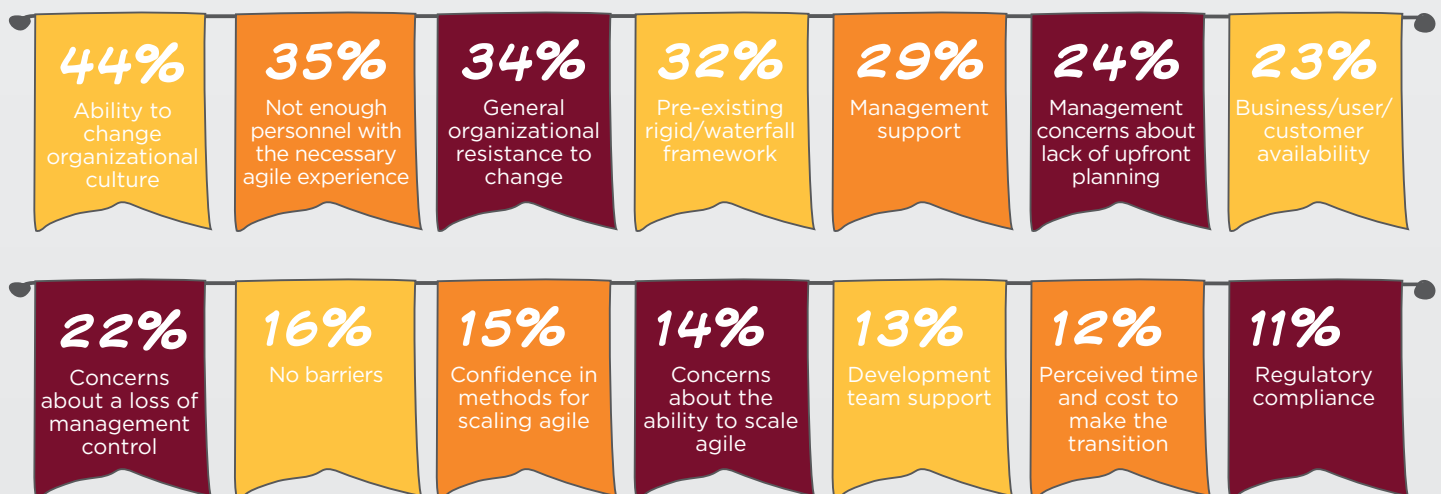 44%
Ability to
change
organizational
culture
35%
Not enough
personnel with
the necessary
agile experience
34%
General
organizational
resistance to
change
32%
Pre-existing
rigid/waterfall
framework
29%
Management
support
24%
Management
concerns about
lack of upfront
planning
23%
Business/user/
customer
availability
22%
Concerns
about a loss of
management
control
16%
No barriers
15%
Confidence in
methods for
scaling agile
14%
Concerns
about the
ability to scale
agile
13%
Development
team support
12%
Perceived time
and cost to
make the
transition
11%
Regulatory
compliance